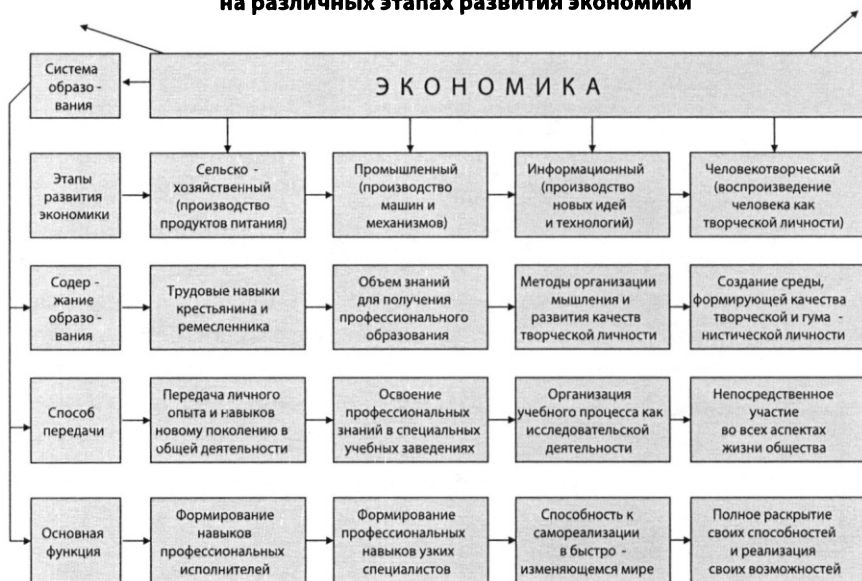 на различных этапах развития экономики
Система
образо -
вания
ЭКОНОМИКА
Этапы
развития
экономики
Сельско -
хозяйственный
(производство
продуктов питания)
Промышленный
(производство
машин и
механизмов)
Информационный
(производство
новых идей
и технологий)
Человекотворческий
(воспроизведение
человека как
творческой личности)
Содер -
жание
образо -
вания
Трудовые навыки
крестьянина и
ремесленника
Объем знаний
для получения
профессионального
образования
Методы организации
мышления и
развития качеств
творческой личности
Создание среды,
формирующей качества
творческой и гума -
нистической личности
Способ
передачи
Передача личного
опыта и навыков
новому поколению в
общей деятельности
Освоение
профессиональных
знаний в специальных
учебных заведениях
Организация
учебного процесса как
исследовательской
деятельности
Непосредственное
участие
во всех аспектах
жизни общества
Основная
функция
Формирование
навыков
профессиональных
исполнителей
Формирование
профессиональных
навыков узких
специалистов
Способность к
самореализации
в быстро -
изменяющемся мире
Полное раскрытие
своих способностей
и реализация
своих возможностей